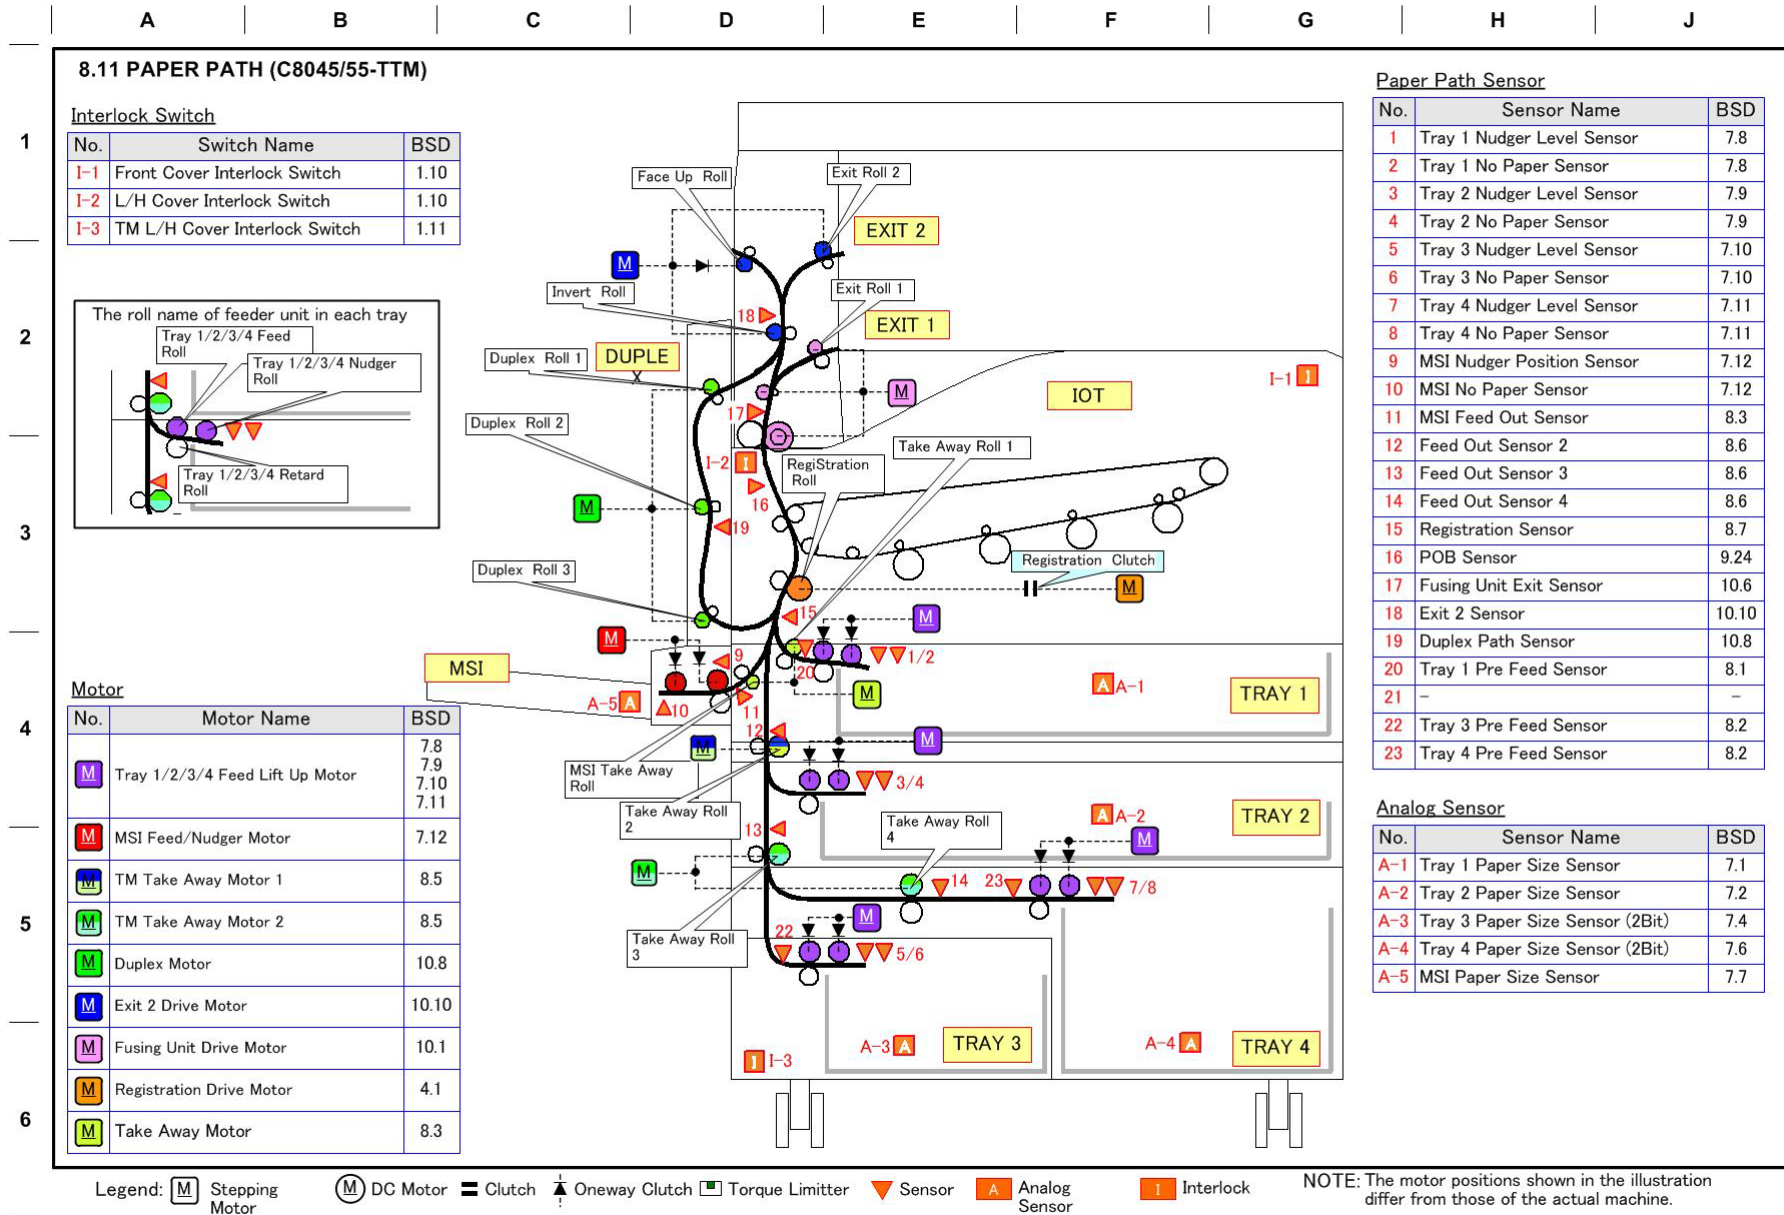 A B C D E F G H J
8.11 PAPER PATH (C8045/55-TTM)
Interlock Switch
No. Switch Name BSD
I-1 Front Cover Interlock Switch 1.10
I-2 L/H Cover Interlock Switch 1.10
I-3 TM L/H Cover Interlock Switch 1.11
The roll name of feeder unit in each tray
Tray 1/2/3/4 Feed
Roll
Tray 1/2/3/4 Nudger
Roll
Tray 1/2/3/4 Retard
Roll
Motor
No. Motor Name BSD
M Tray 1/2/3/4 Feed Lift Up Motor 7.8
7.9
7.10
7.11
M MSI Feed/Nudger Motor 7.12
M TM Take Away Motor 1 8.5
M TM Take Away Motor 2 8.5
M Duplex Motor 10.8
M Exit 2 Drive Motor 10.10
M Fusing Unit Drive Motor 10.1
M Registration Drive Motor 4.1
M Take Away Motor 8.3
1
2
3
4
5
6
Face Up Roll
Exit Roll 2
EXIT 2
M
Invert Roll
Exit Roll 1
18
EXIT 1
Duplex Roll 1
DUPLE
X
I-1 I
M
IOT
17
Duplex Roll 2
Take Away Roll 1
I-2 I
RegiStration
Roll
16
M
19
Duplex Roll 3
Registration Clutch
M
15
M
M
9
1/2
MSI
20
A-1
A
M
TRAY 1
A-5 A
10
11
12
M
M
MSI Take Away
Roll
3/4
Take Away Roll
2
A A-2
TRAY 2
13
Take Away Roll
4
M
M
14
23
7/8
Take Away Roll
3
22
M
5/6
A-3 A
TRAY 3
A-4 A
TRAY 4
I I-3
Paper Path Sensor
No. Sensor Name BSD
1 Tray 1 Nudger Level Sensor 7.8
2 Tray 1 No Paper Sensor 7.8
3 Tray 2 Nudger Level Sensor 7.9
4 Tray 2 No Paper Sensor 7.9
5 Tray 3 Nudger Level Sensor 7.10
6 Tray 3 No Paper Sensor 7.10
7 Tray 4 Nudger Level Sensor 7.11
8 Tray 4 No Paper Sensor 7.11
9 MSI Nudger Position Sensor 7.12
10 MSI No Paper Sensor 7.12
11 MSI Feed Out Sensor 8.3
12 Feed Out Sensor 2 8.6
13 Feed Out Sensor 3 8.6
14 Feed Out Sensor 4 8.6
15 Registration Sensor 8.7
16 POB Sensor 9.24
17 Fusing Unit Exit Sensor 10.6
18 Exit 2 Sensor 10.10
19 Duplex Path Sensor 10.8
20 Tray 1 Pre Feed Sensor 8.1
21 - -
22 Tray 3 Pre Feed Sensor 8.2
23 Tray 4 Pre Feed Sensor 8.2
Analog Sensor
No. Sensor Name BSD
A-1 Tray 1 Paper Size Sensor 7.1
A-2 Tray 2 Paper Size Sensor 7.2
A-3 Tray 3 Paper Size Sensor (2Bit) 7.4
A-4 Tray 4 Paper Size Sensor (2Bit) 7.6
A-5 MSI Paper Size Sensor 7.7
Legend: M Stepping
Motor
M DC Motor
Clutch
Oneway Clutch
Torque Limitter
Sensor
A Analog
Sensor
I Interlock
NOTE: The motor positions shown in the illustration
differ from those of the actual machine.